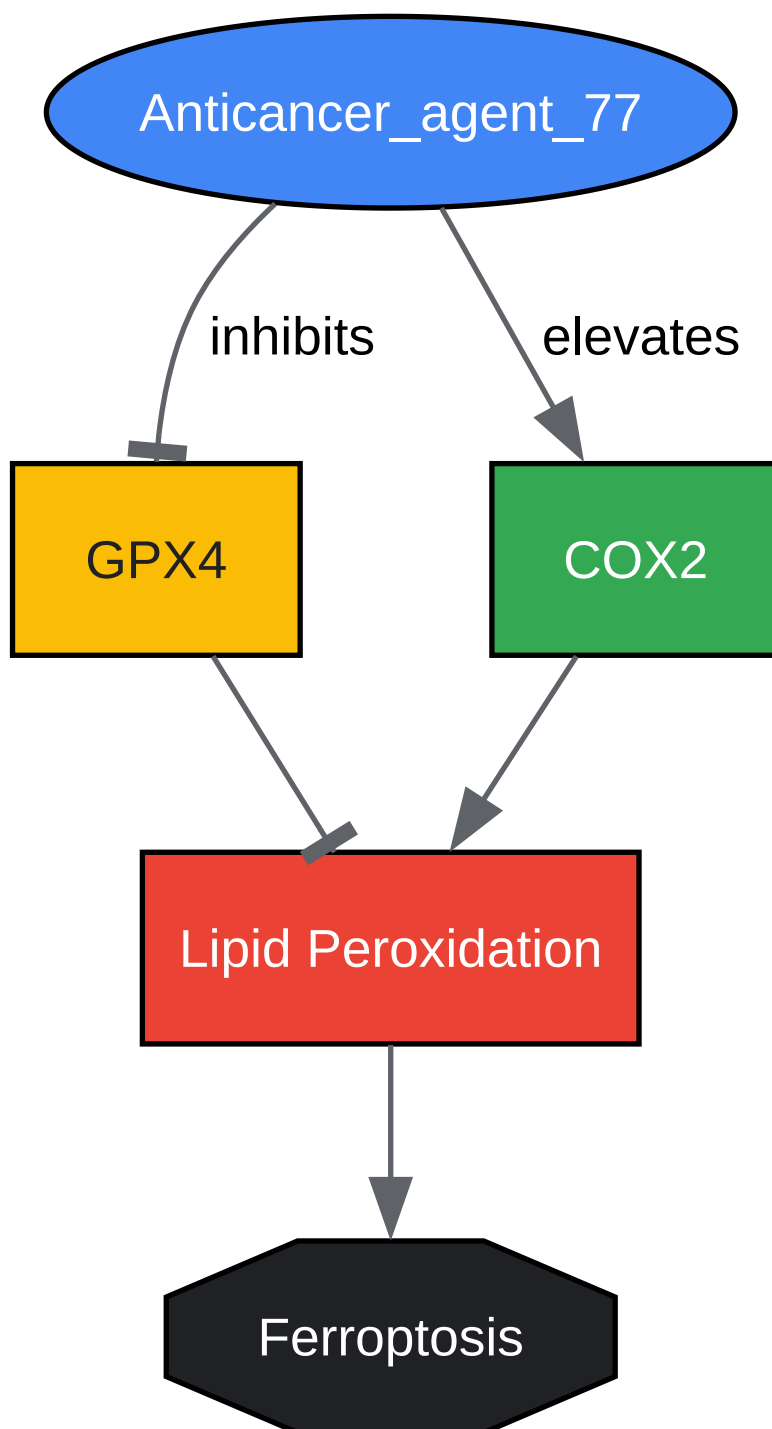 Anticancer_agent_77
inhibits
elevates
GPX4
COX2
Lipid Peroxidation
Ferroptosis